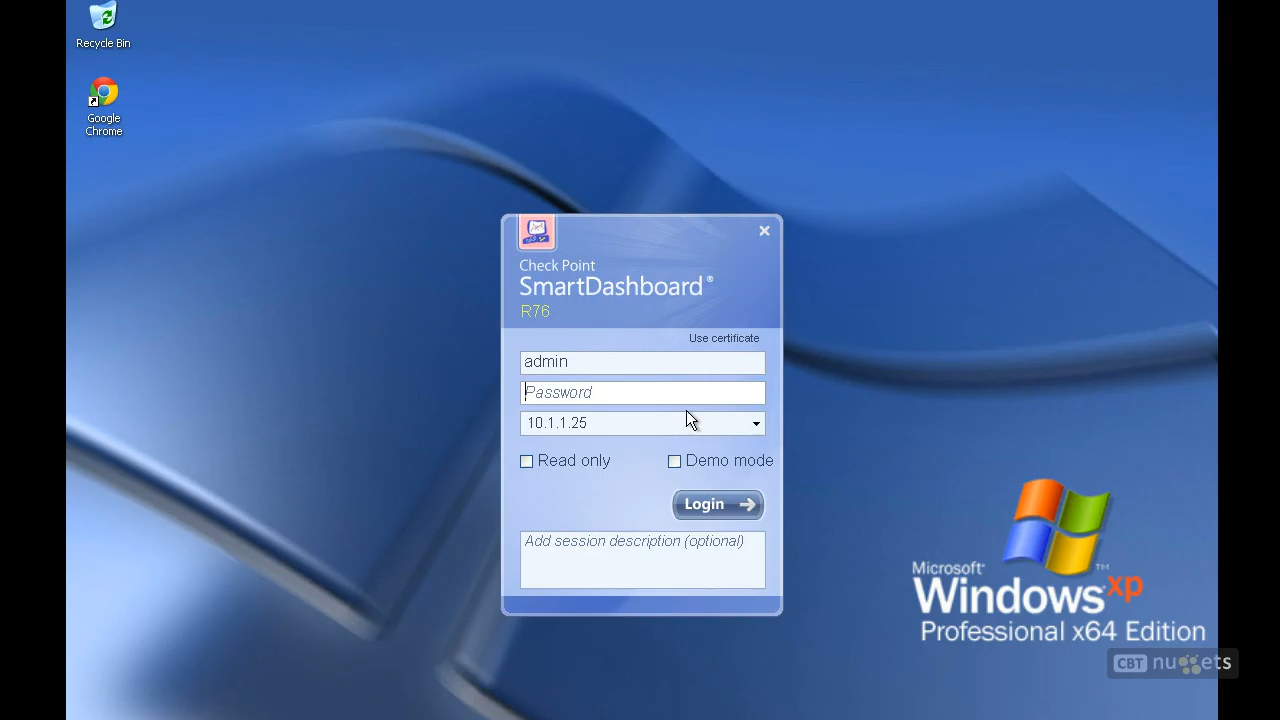 Recycle Bin
Google
Chrome
Check Point
SmartDashboard®
R76
Use certificate
admin
Password
10.1.1.25
Read only
Demo mode
Login
Add session description (optional)
Microsoft®
Windows xp™
Professional x64 Edition
CBT nuggets